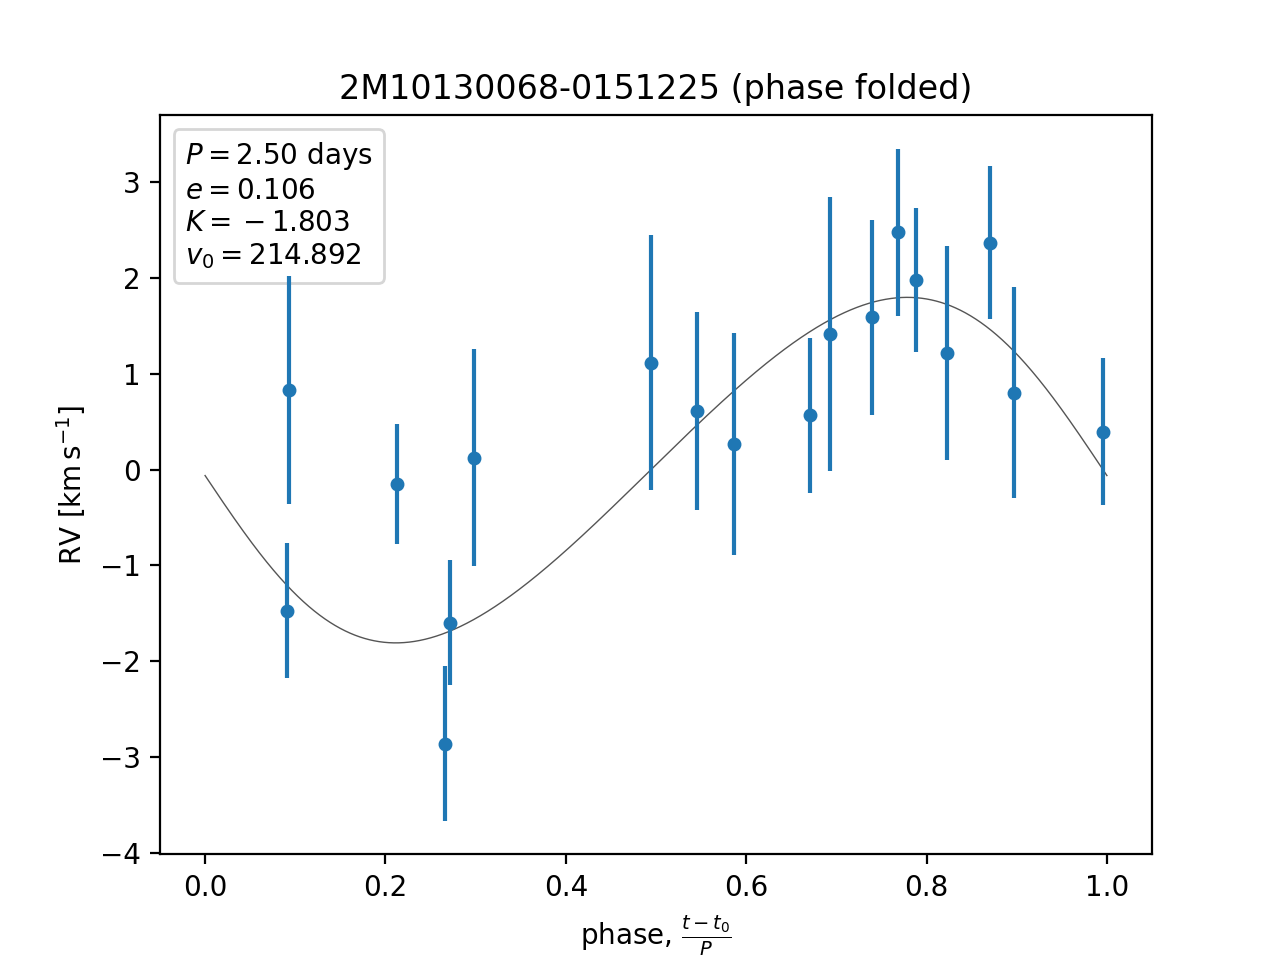 2M10130068-0151225 (phase folded)
P = 2.50 days
e = 0.106
K = −1.803
v₀ = 214.892
RV [km s⁻¹]
3
2
1
0
−1
−2
−3
−4
0.0 0.2 0.4 0.6 0.8 1.0
phase, (t − t₀)/P